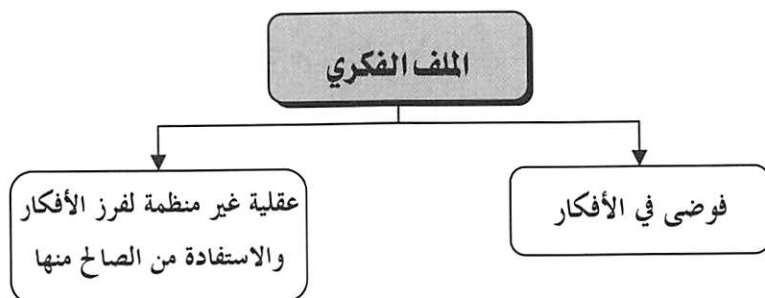 الملف الفكري
فوضى في الأفكار
عقلية غير منظمة لفرز الأفكار
والاستفادة من الصالح منها